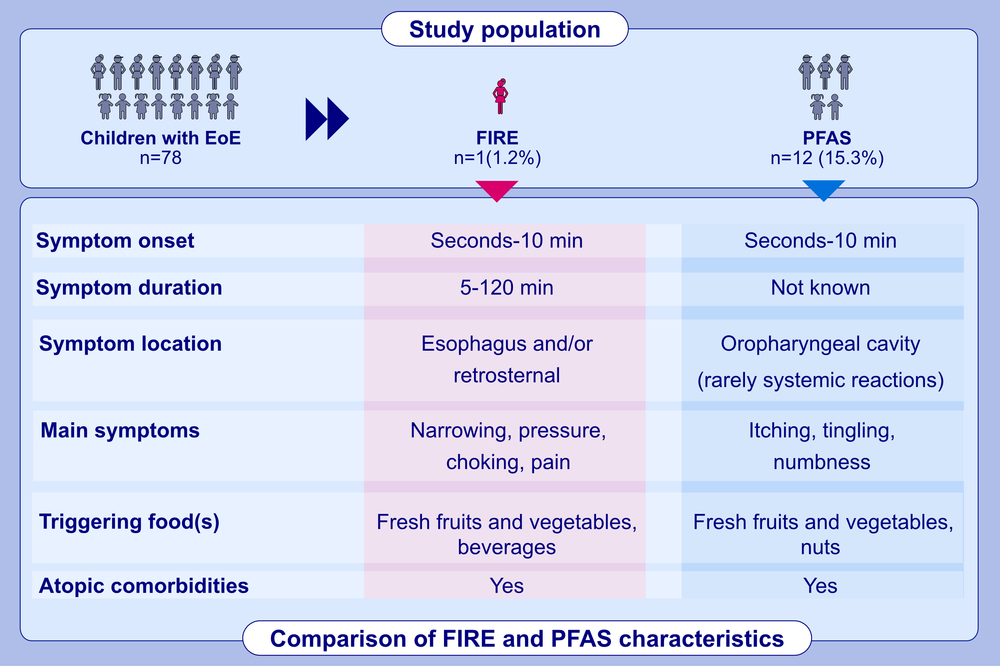 Study population
Children with EoE
n=78
FIRE
n=1(1.2%)
PFAS
n=12 (15.3%)
Symptom onset
Seconds-10 min
Seconds-10 min
Symptom duration
5-120 min
Not known
Symptom location
Esophagus and/or
retrosternal
Oropharyngeal cavity
(rarely systemic reactions)
Main symptoms
Narrowing, pressure,
choking, pain
Itching, tingling,
numbness
Triggering food(s)
Fresh fruits and vegetables,
beverages
Fresh fruits and vegetables,
nuts
Atopic comorbidities
Yes
Yes
Comparison of FIRE and PFAS characteristics